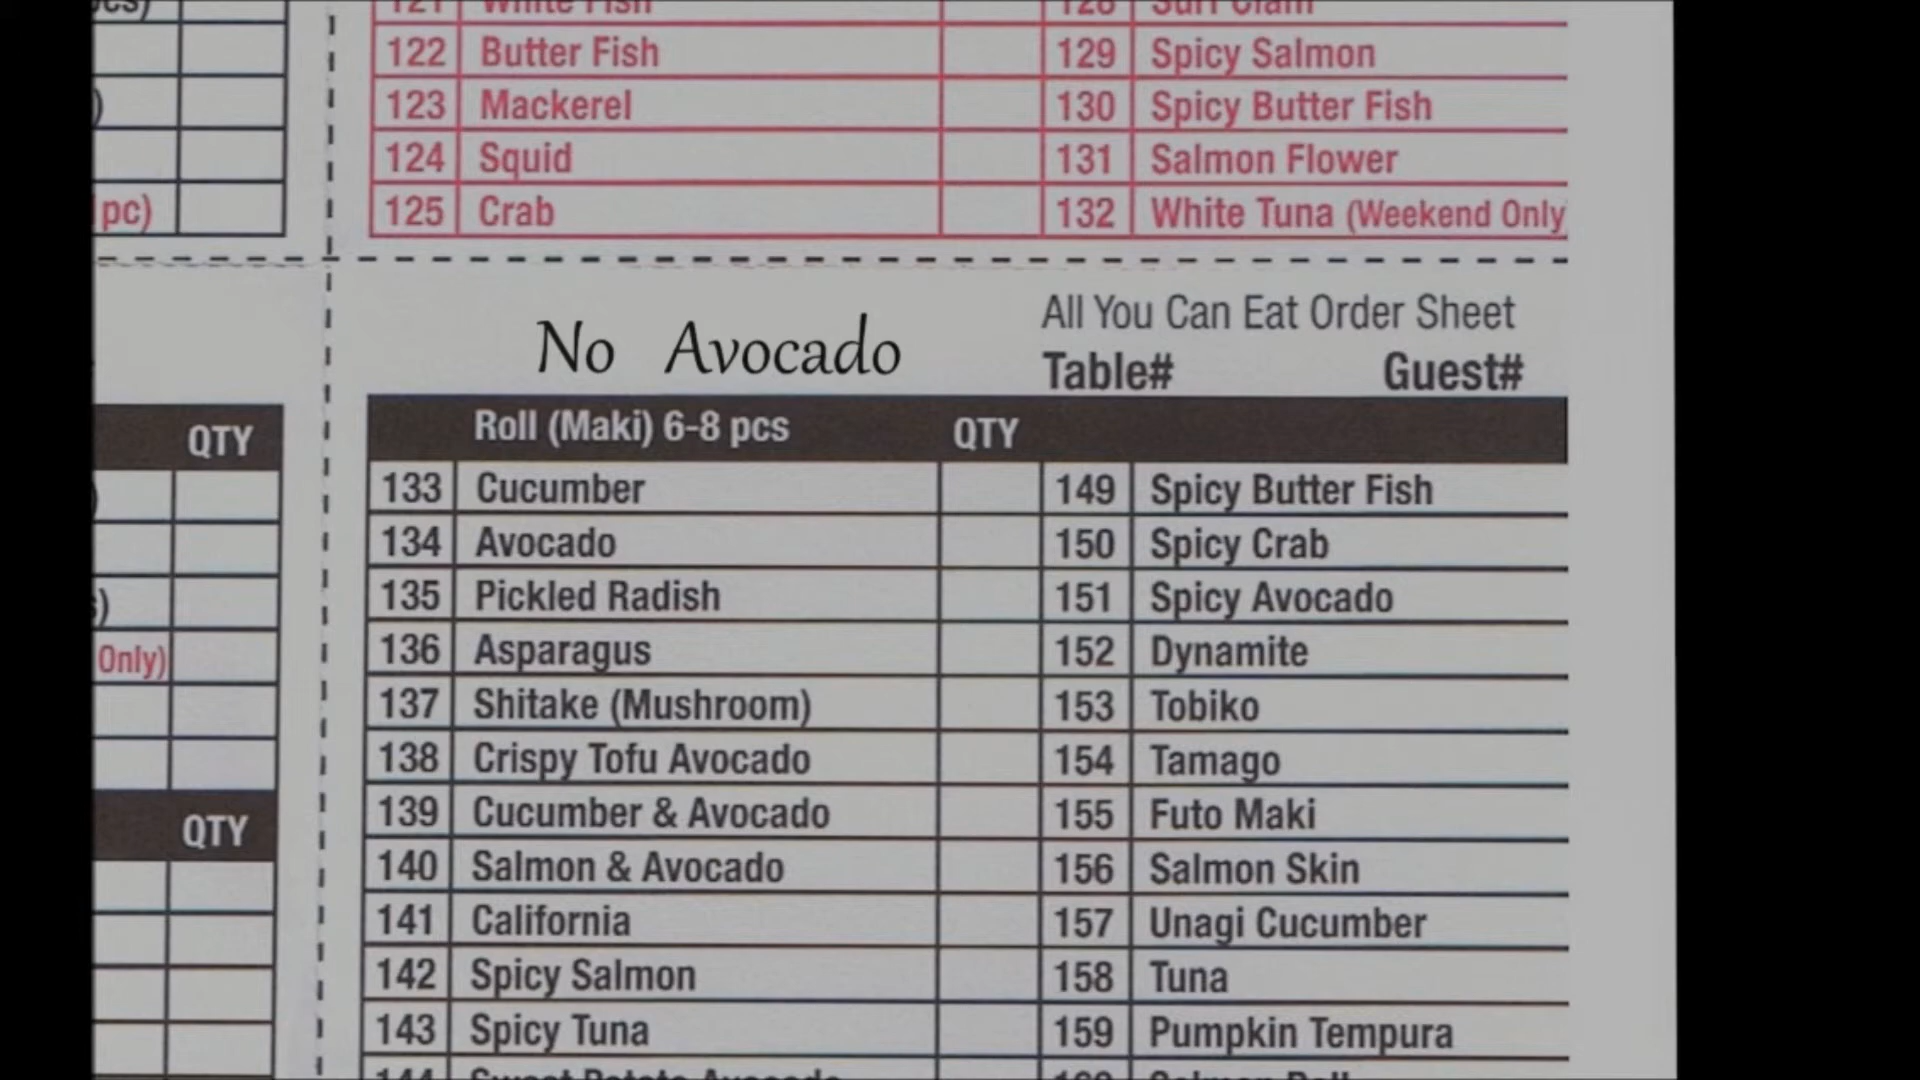 122 Butter Fish 129 Spicy Salmon
123 Mackerel 130 Spicy Butter Fish
124 Squid 131 Salmon Flower
pc) 125 Crab 132 White Tuna (Weekend Only
No Avocado
All You Can Eat Order Sheet
Table# Guest#
QTY Roll (Maki) 6-8 pcs QTY
133 Cucumber 149 Spicy Butter Fish
134 Avocado 150 Spicy Crab
135 Pickled Radish 151 Spicy Avocado
Only) 136 Asparagus 152 Dynamite
137 Shitake (Mushroom) 153 Tobiko
138 Crispy Tofu Avocado 154 Tamago
QTY 139 Cucumber & Avocado 155 Futo Maki
140 Salmon & Avocado 156 Salmon Skin
141 California 157 Unagi Cucumber
142 Spicy Salmon 158 Tuna
143 Spicy Tuna 159 Pumpkin Tempura